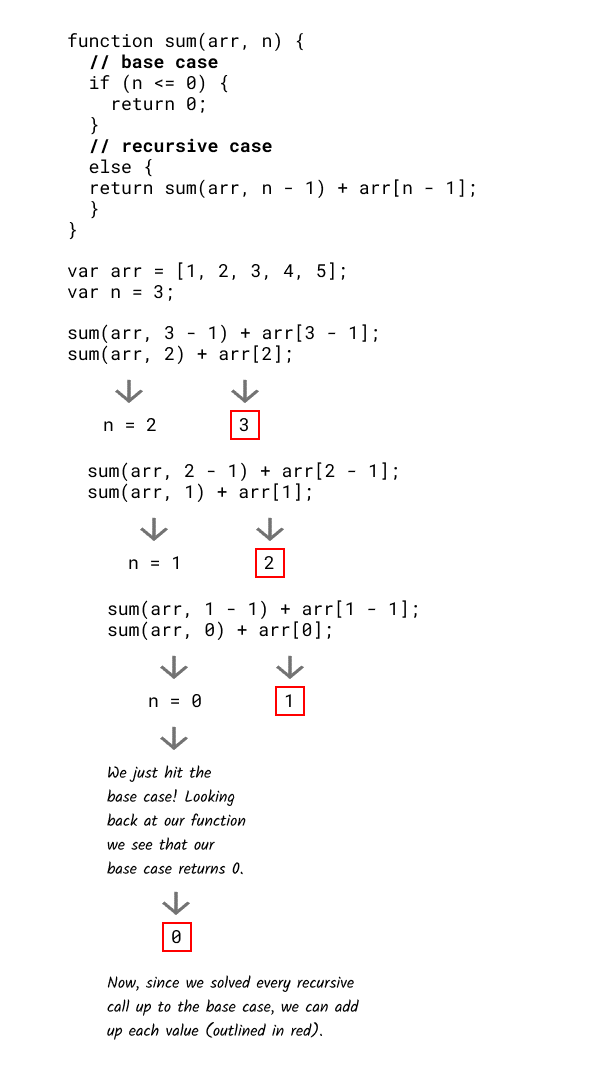 function sum(arr, n) {
// base case
if (n <= 0) {
return 0;
}
// recursive case
else {
return sum(arr, n - 1) + arr[n - 1];
}
}
var arr = [1, 2, 3, 4, 5];
var n = 3;
sum(arr, 3 - 1) + arr[3 - 1];
sum(arr, 2) + arr[2];
n = 2 3
sum(arr, 2 - 1) + arr[2 - 1];
sum(arr, 1) + arr[1];
n = 1 2
sum(arr, 1 - 1) + arr[1 - 1];
sum(arr, 0) + arr[0];
n = 0 1
We just hit the
base case! Looking
back at our function
we see that our
base case returns 0.
0
Now, since we solved every recursive
call up to the base case, we can add
up each value (outlined in red).